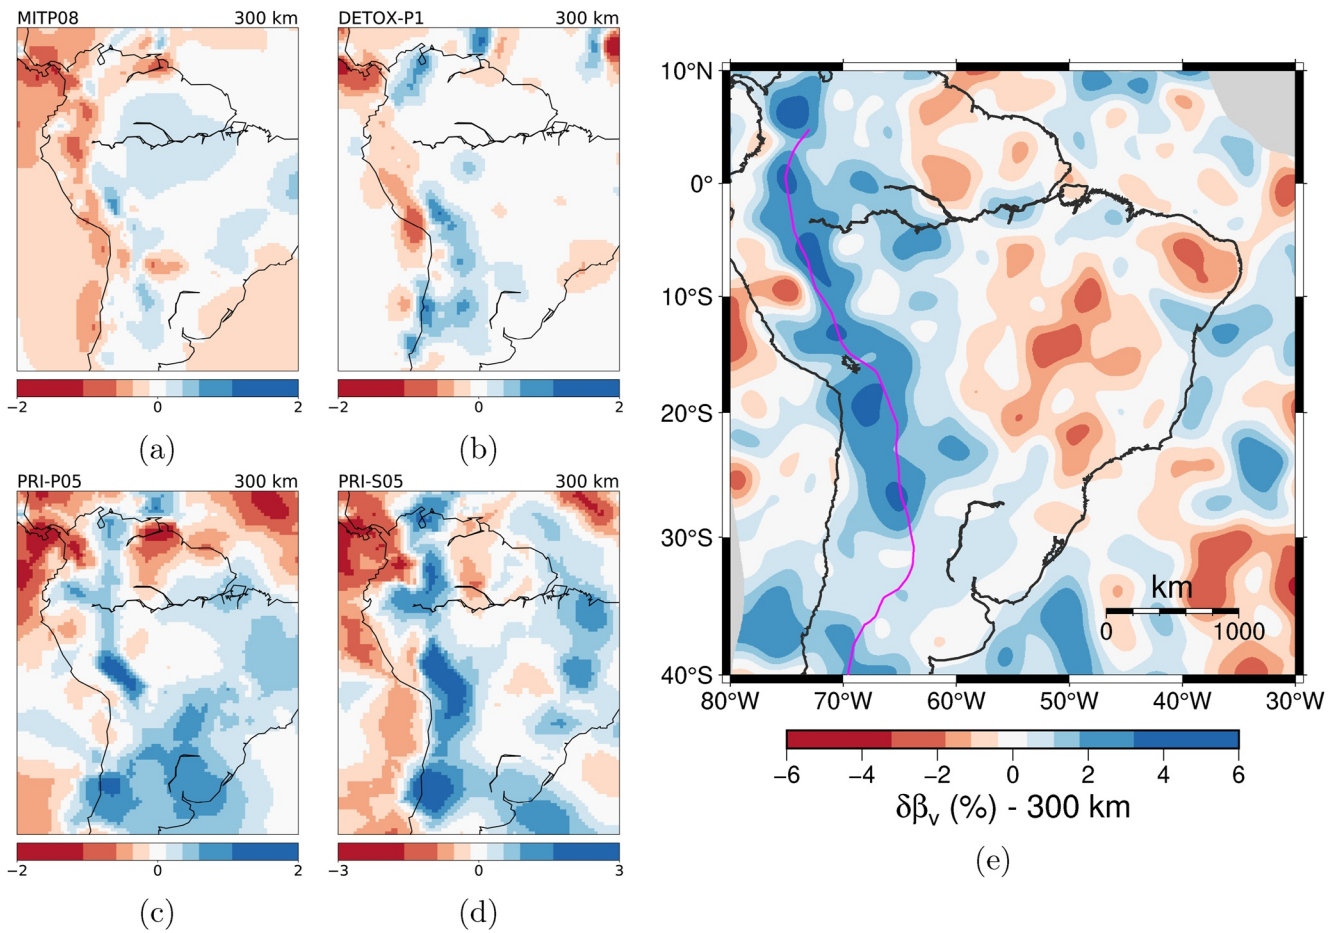 MITP08 300 km
−2 0 2
(a)
DETOX-P1 300 km
−2 0 2
(b)
PRI-P05 300 km
−2 0 2
(c)
PRI-S05 300 km
−3 0 3
(d)
10°N
0°
10°S
20°S
30°S
40°S
km
0 1000
80°W 70°W 60°W 50°W 40°W 30°W
−6 −4 −2 0 2 4 6
δβv (%) - 300 km
(e)